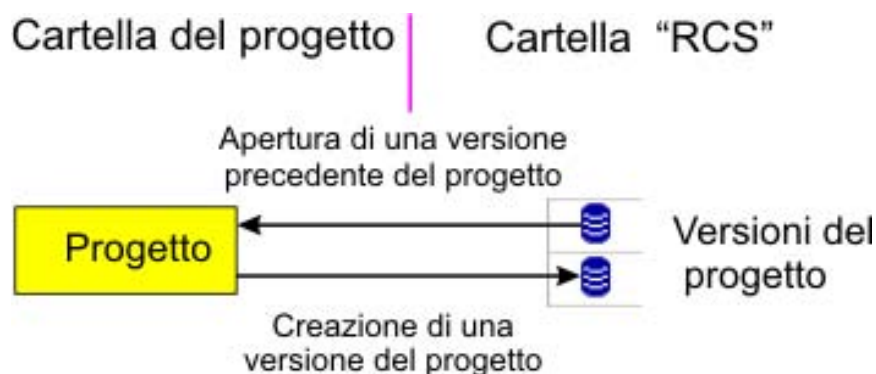 Cartella del progetto
Cartella “RCS”
Apertura di una versione
precedente del progetto
Progetto
Versioni del
progetto
Creazione di una
versione del progetto